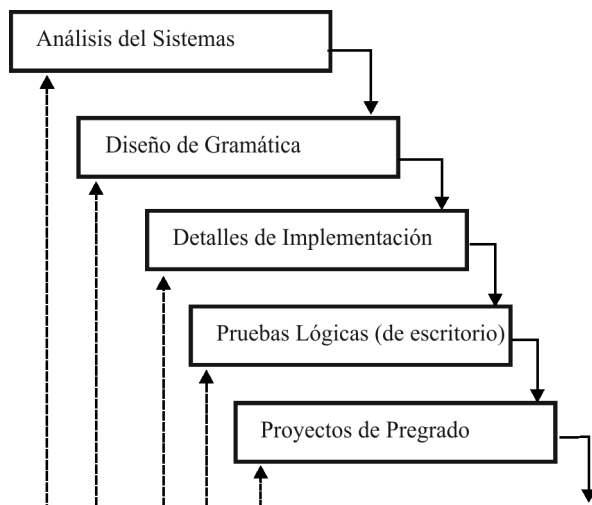 Análisis del Sistemas
Diseño de Gramática
Detalles de Implementación
Pruebas Lógicas (de escritorio)
Proyectos de Pregrado